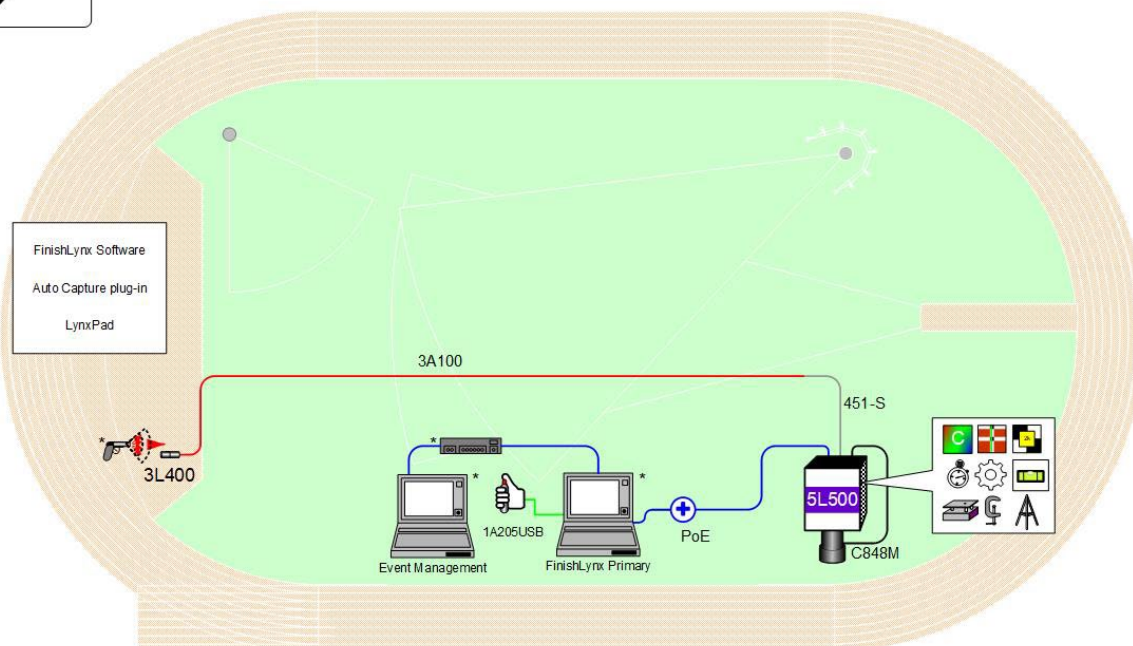 FinishLynx Software
Auto Capture plug-in
LynxPad
3A100
451-S
*
3L400
*
*
*
C
5L500
1A205USB
PoE
C848M
Event Management
FinishLynx Primary